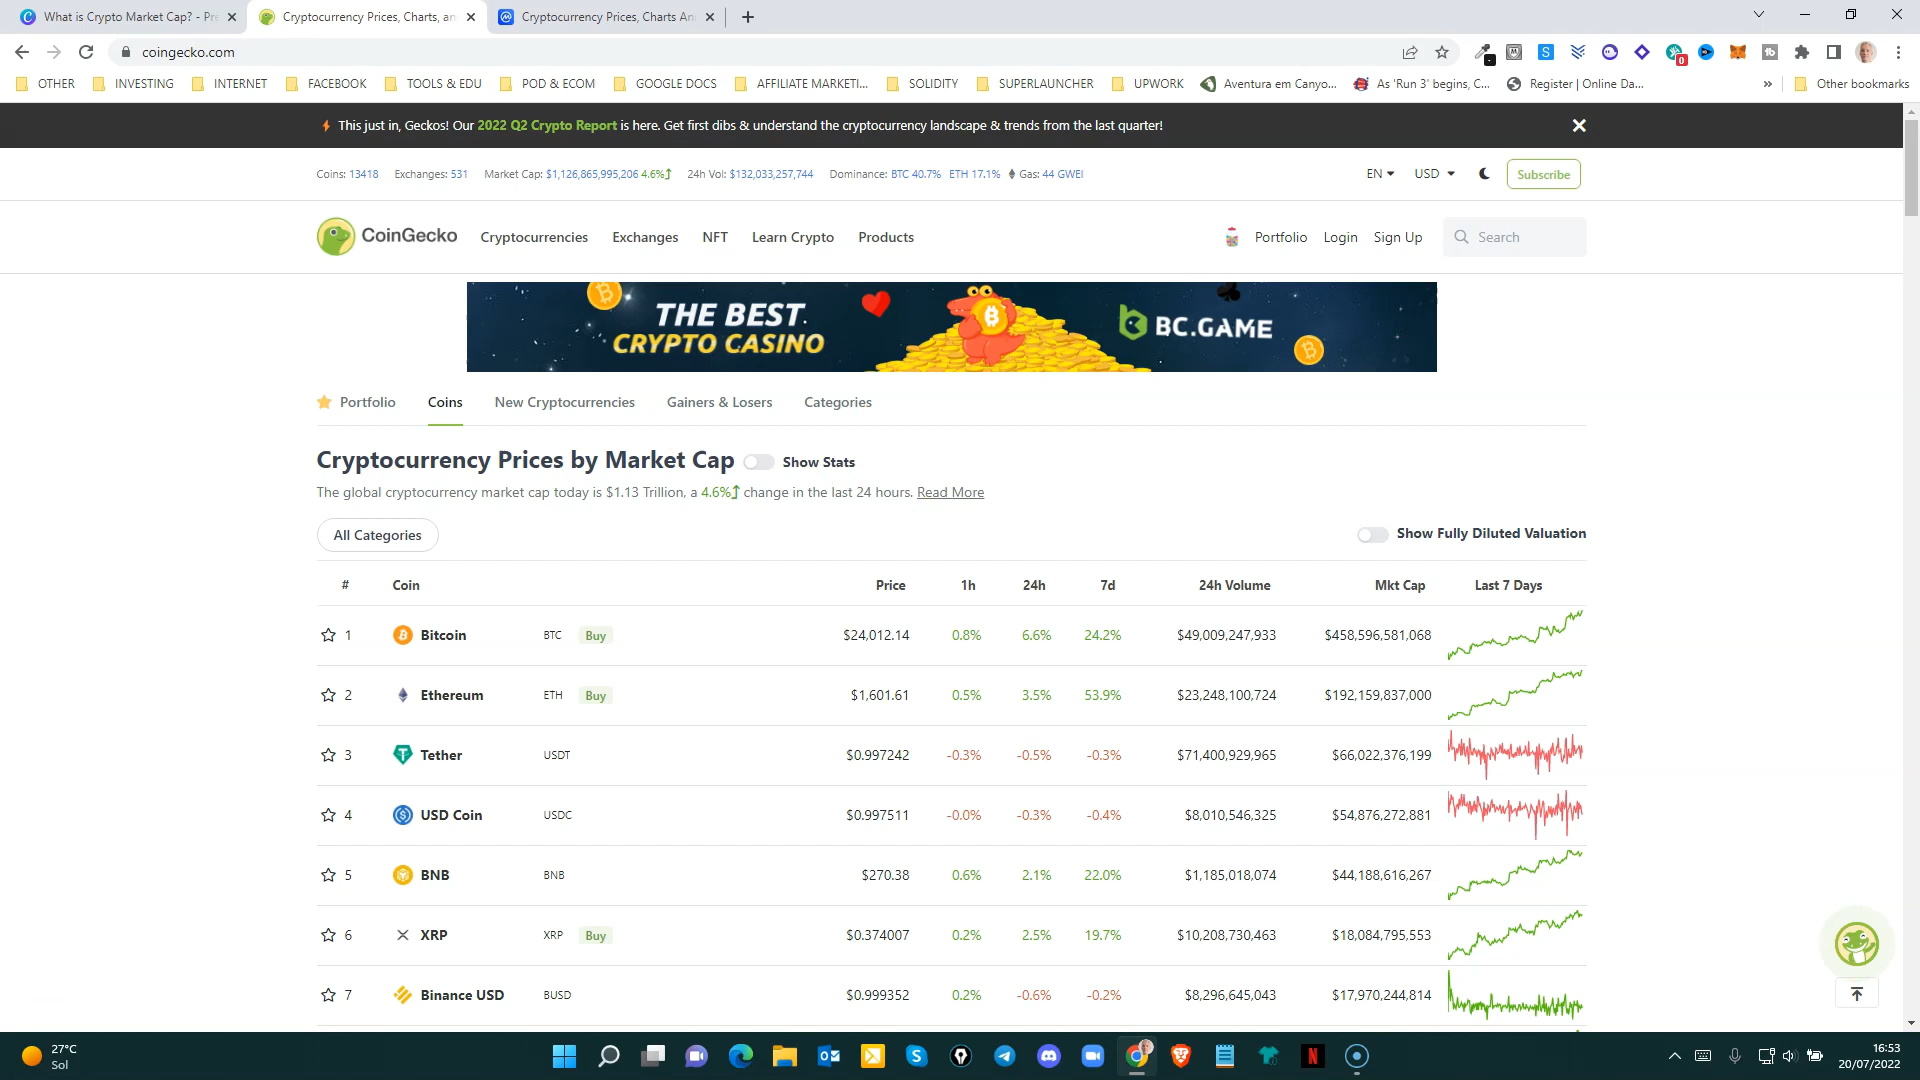 What is Crypto Market Cap? - Pre
Cryptocurrency Prices, Charts, an
Cryptocurrency Prices, Charts An
coingecko.com
OTHER
INVESTING
INTERNET
FACEBOOK
TOOLS & EDU
POD & ECOM
GOOGLE DOCS
AFFILIATE MARKETI...
SOLIDITY
SUPERLAUNCHER
UPWORK
Aventura em Canyo...
As 'Run 3' begins, C...
Register | Online Da...
»
Other bookmarks
This just in, Geckos! Our 2022 Q2 Crypto Report is here. Get first dibs & understand the cryptocurrency landscape & trends from the last quarter!
Coins: 13418 Exchanges: 531 Market Cap: $1,126,865,995,206 4.6% 24h Vol: $132,033,257,744 Dominance: BTC 40.7% ETH 17.1% Gas: 44 GWEI
EN USD Subscribe
CoinGecko Cryptocurrencies Exchanges NFT Learn Crypto Products Portfolio Login Sign Up Search
THE BEST
CRYPTO CASINO
BC.GAME
Portfolio Coins New Cryptocurrencies Gainers & Losers Categories
Cryptocurrency Prices by Market Cap Show Stats
The global cryptocurrency market cap today is $1.13 Trillion, a 4.6% change in the last 24 hours. Read More
All Categories Show Fully Diluted Valuation
# Coin Price 1h 24h 7d 24h Volume Mkt Cap Last 7 Days
1 Bitcoin BTC Buy $24,012.14 0.8% 6.6% 24.2% $49,009,247,933 $458,596,581,068
2 Ethereum ETH Buy $1,601.61 0.5% 3.5% 53.9% $23,248,100,724 $192,159,837,000
3 Tether USDT $0.997242 -0.3% -0.5% -0.3% $71,400,929,965 $66,022,376,199
4 USD Coin USDC $0.997511 -0.0% -0.3% -0.4% $8,010,546,325 $54,876,272,881
5 BNB BNB $270.38 0.6% 2.1% 22.0% $1,185,018,074 $44,188,616,267
6 XRP XRP Buy $0.374007 0.2% 2.5% 19.7% $10,208,730,463 $18,084,795,553
7 Binance USD BUSD $0.999352 0.2% -0.6% -0.2% $8,296,645,043 $17,970,244,814
27°C
Sol
16:53
20/07/2022